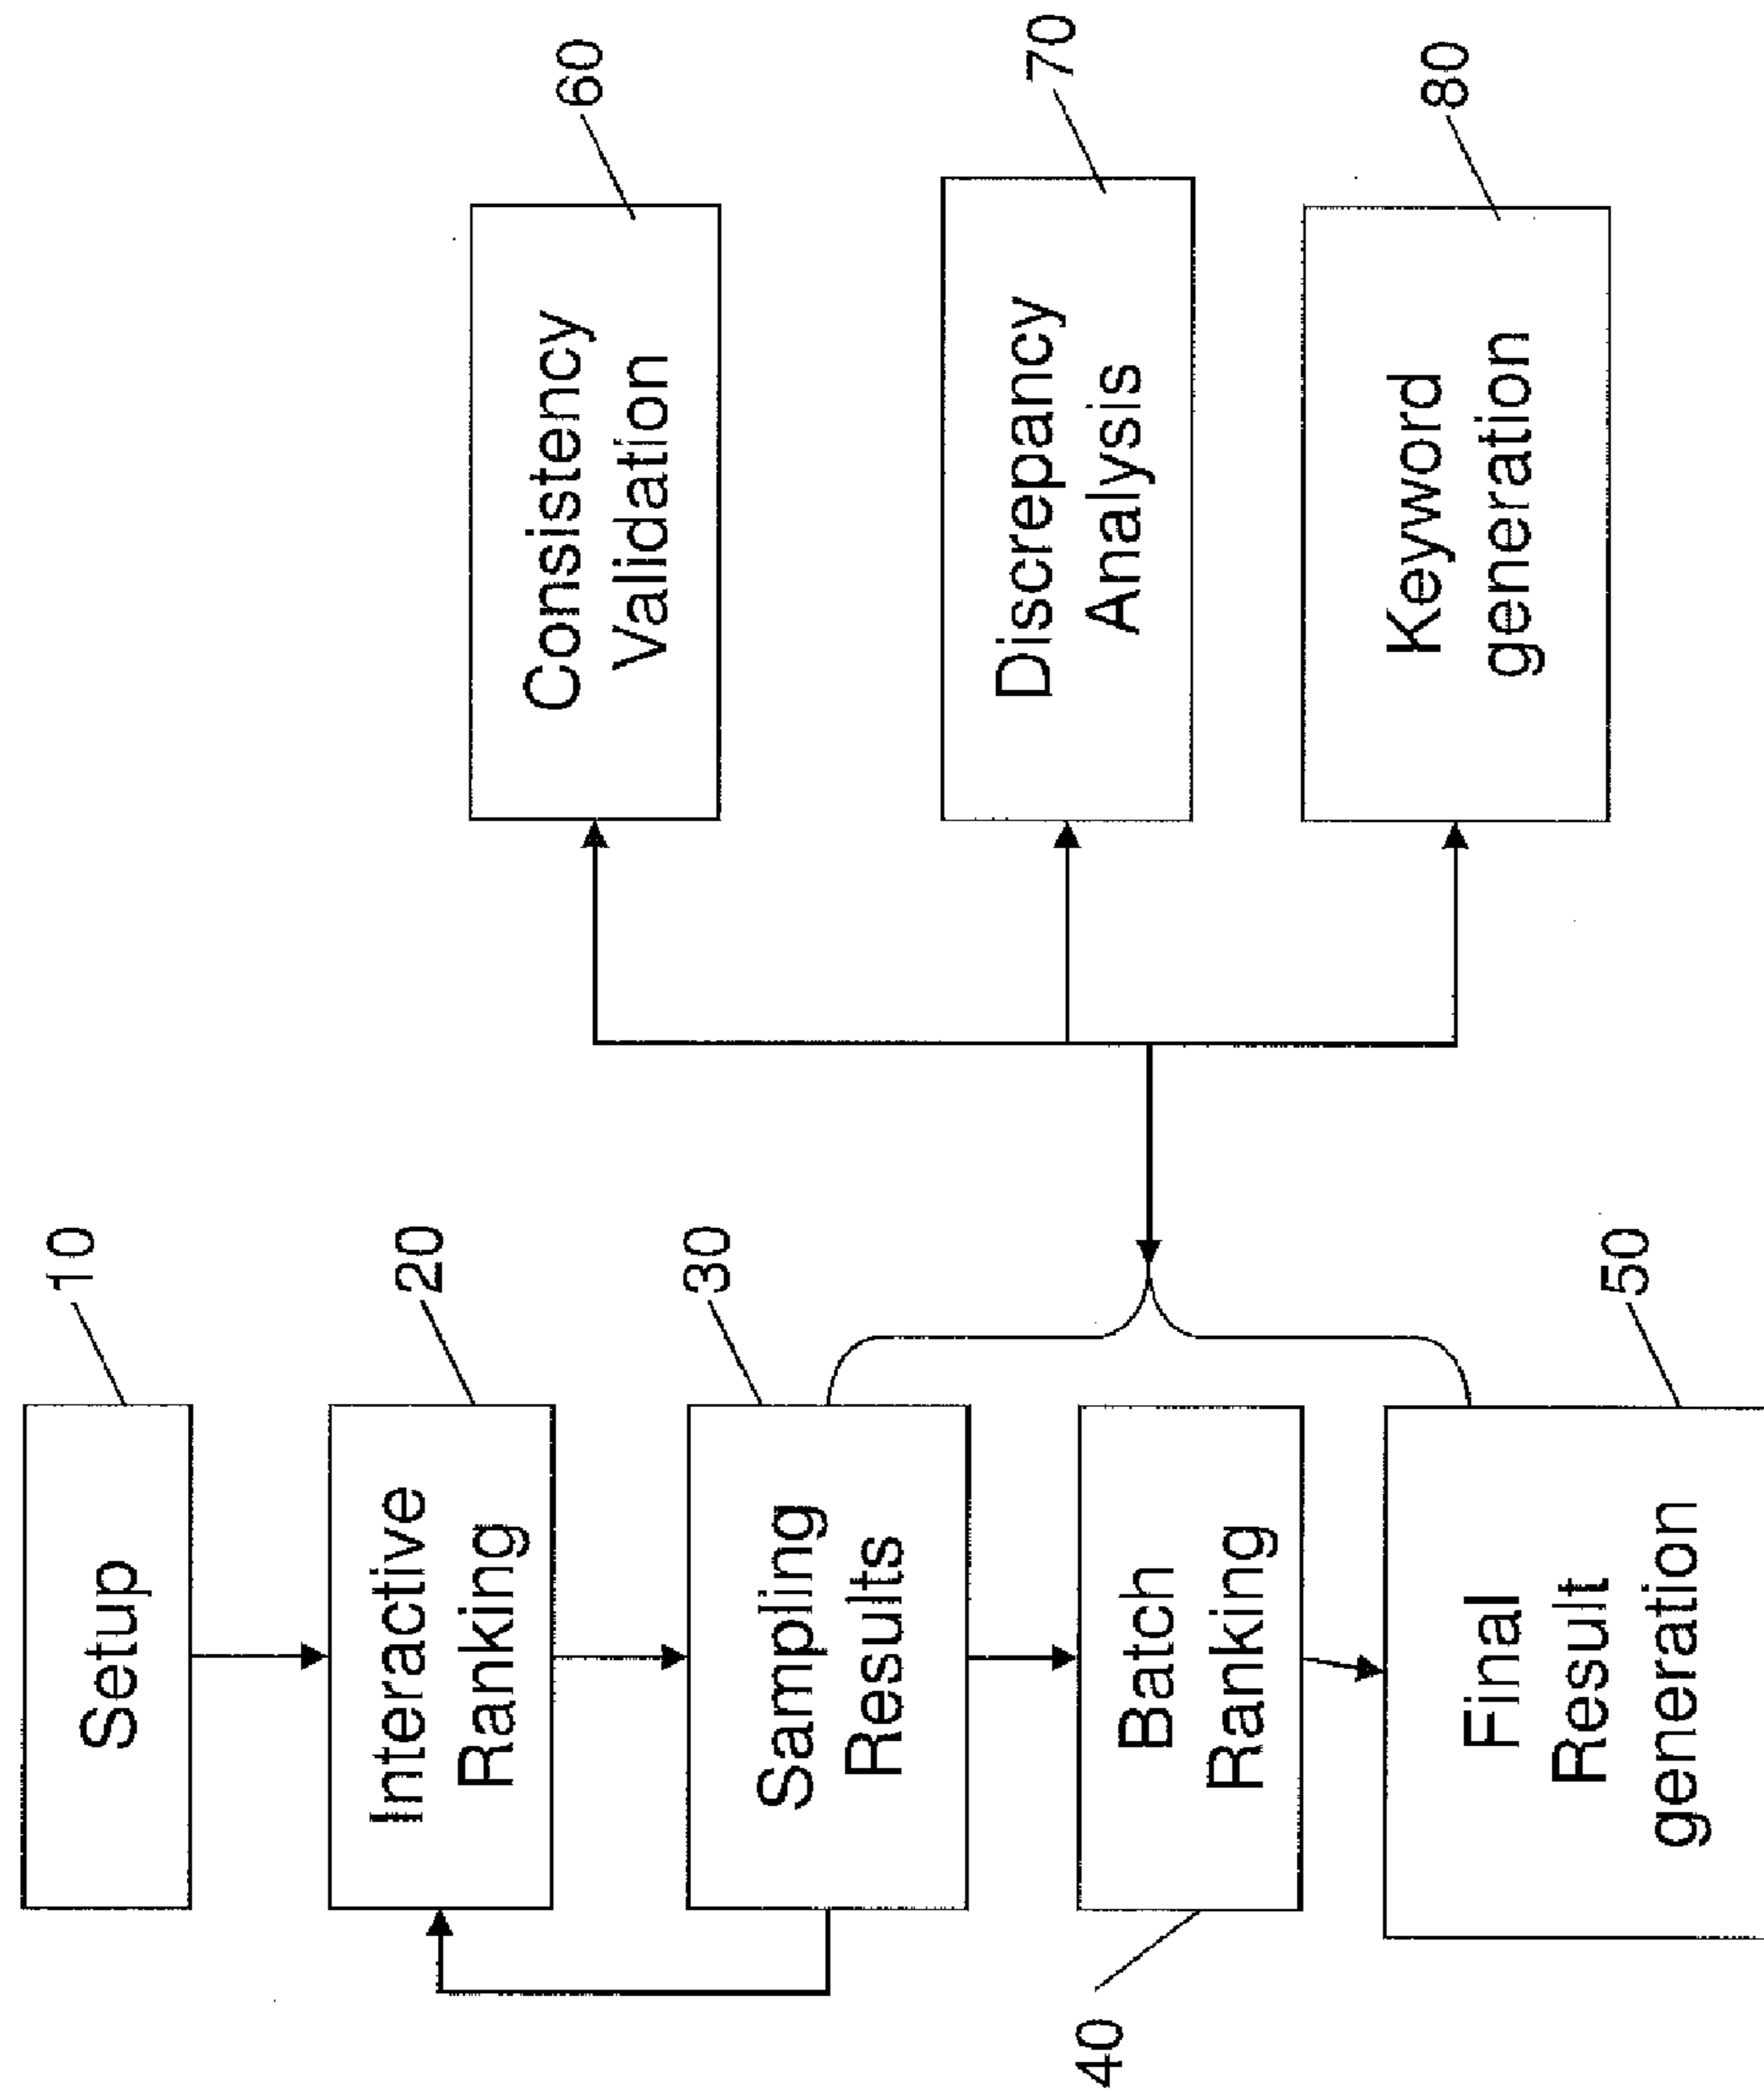 10
Setup
20
Interactive
Ranking
30
Sampling
Results
40
Batch
Ranking
50
Final
Result
generation
60
Consistency
Validation
70
Discrepancy
Analysis
80
Keyword
generation